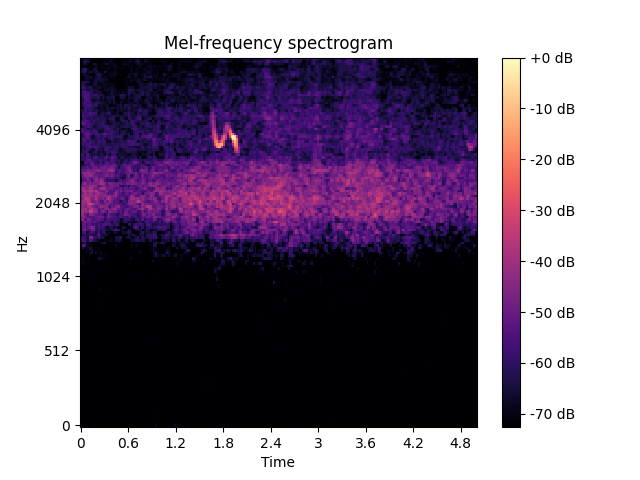 Mel-frequency spectrogram
+0 dB
-10 dB
-20 dB
-30 dB
-40 dB
-50 dB
-60 dB
-70 dB
Hz
4096
2048
1024
512
0
0 0.6 1.2 1.8 2.4 3 3.6 4.2 4.8
Time